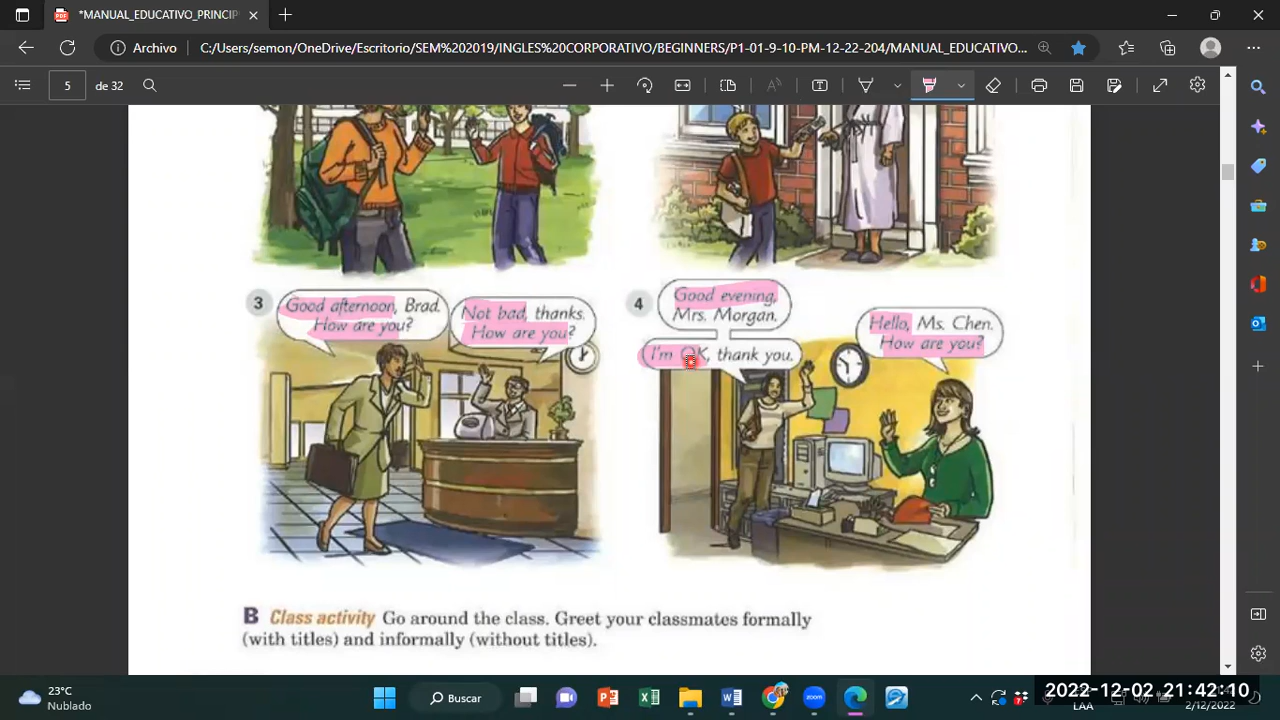 *MANUAL_EDUCATIVO_PRINCIP
Archivo
C:/Users/semon/OneDrive/Escritorio/SEM%202019/INGLES%20CORPORATIVO/BEGINNERS/P1-01-9-10-PM-12-22-204/MANUAL_EDUCATIVO...
5 de 32
3
Good afternoon, Brad.
How are you?
Not bad, thanks.
How are you?
4
Good evening,
Mrs. Morgan.
I'm OK, thank you.
Hello, Ms. Chen.
How are you?
B Class activity Go around the class. Greet your classmates formally
(with titles) and informally (without titles).
23°C
Nublado
Buscar
2022-12-02 21:42:10
LAA
2/12/2022